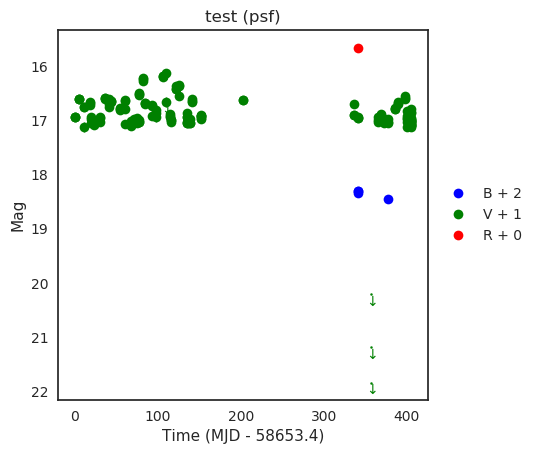 test (psf)
16
17
18
19
20
21
22
Mag
0
100
200
300
400
Time (MJD - 58653.4)
B + 2
V + 1
R + 0